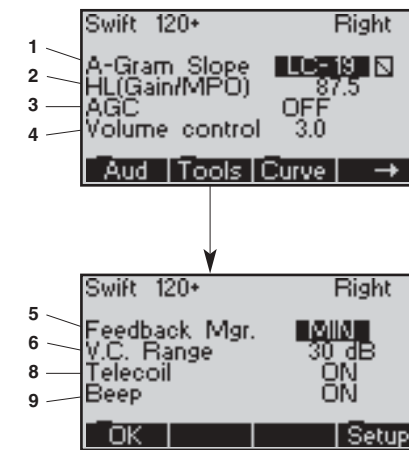 Swift 120+ Right
1 A-Gram Slope LC-19
2 HL(Gain/MPO) 87.5
3 AGC OFF
4 Volume control 3.0
Aud Tools Curve →
Swift 120+ Right
5 Feedback Mgr. MIN
6 V.C. Range 30 dB
8 Telecoil ON
9 Beep ON
OK Setup